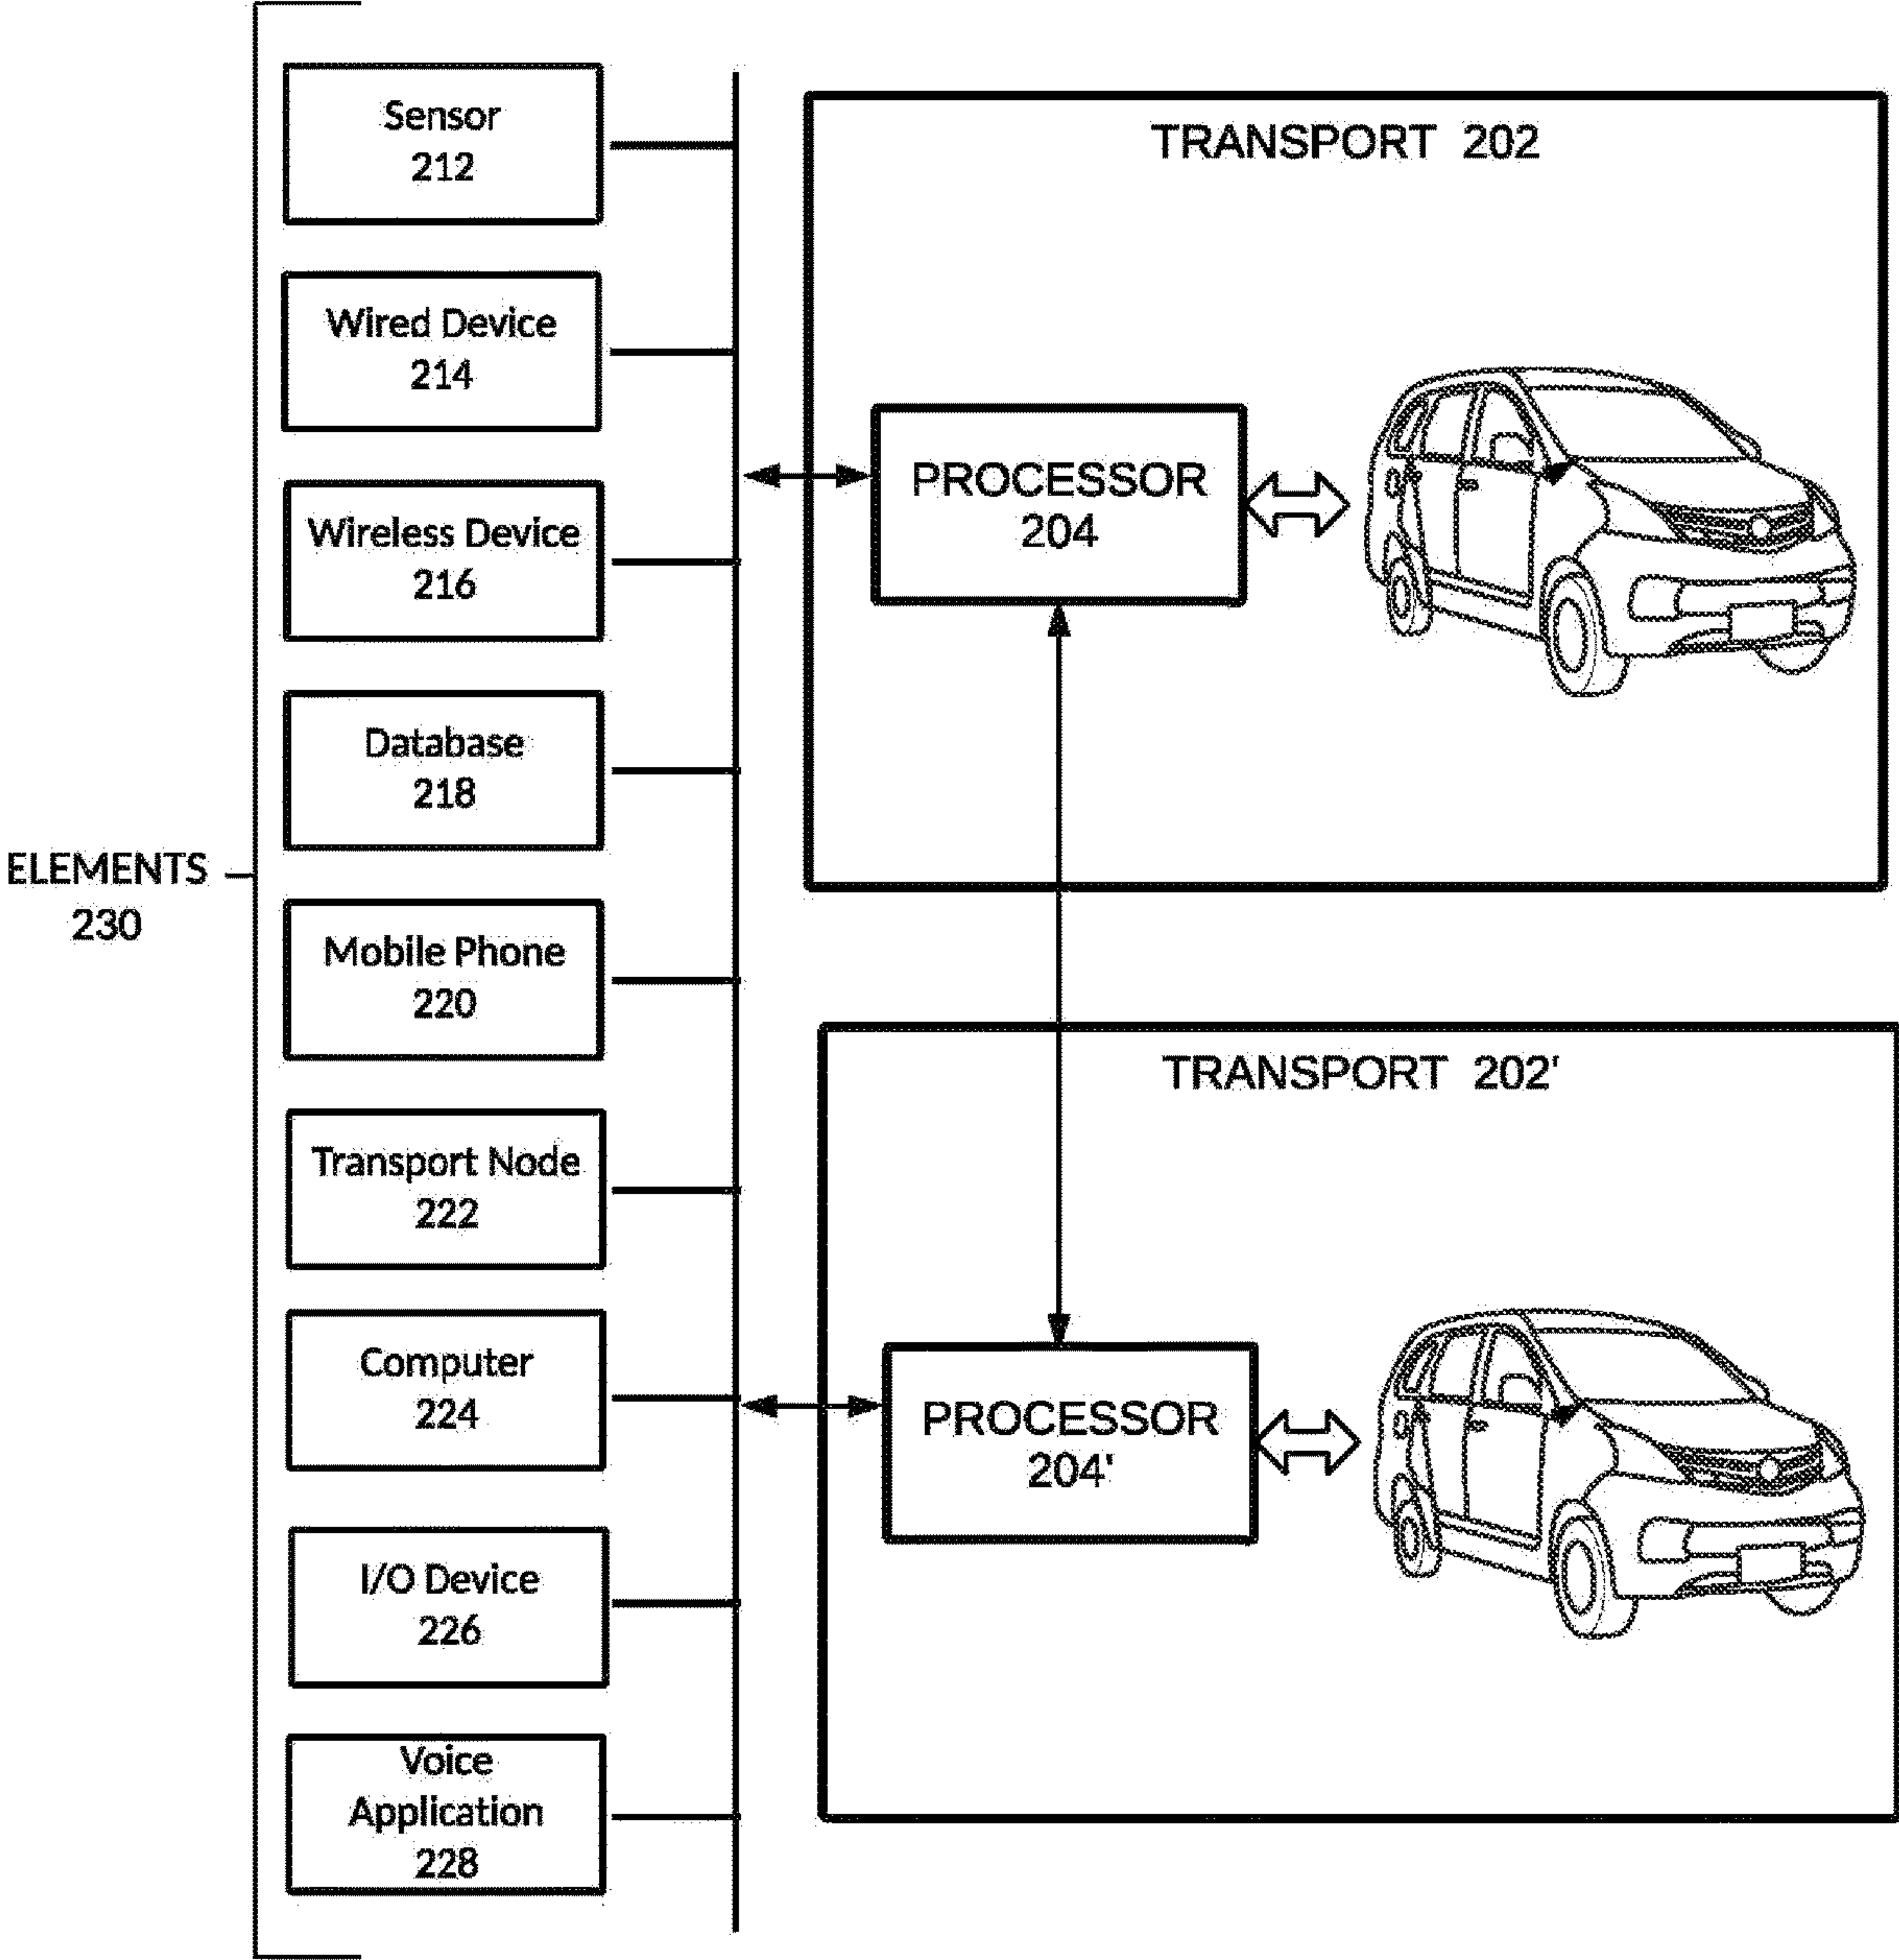 ELEMENTS
230
Sensor
212
Wired Device
214
Wireless Device
216
Database
218
Mobile Phone
220
Transport Node
222
Computer
224
I/O Device
226
Voice
Application
228
TRANSPORT 202
PROCESSOR
204
TRANSPORT 202'
PROCESSOR
204'